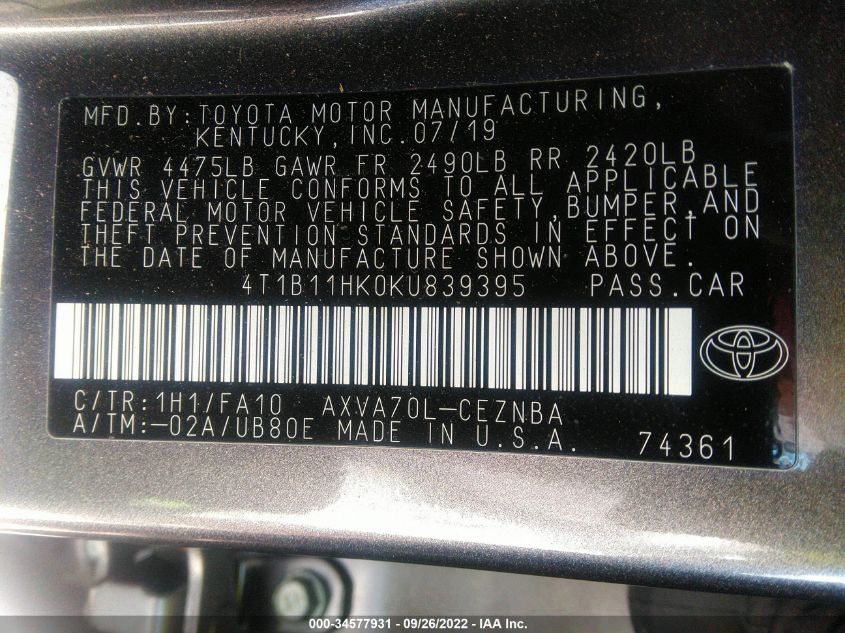 MFD.BY:TOYOTA MOTOR MANUFACTURING,
KENTUCKY,INC.07/19
GVWR 4475LB GAWR FR 2490LB RR 2420LB
THIS VEHICLE CONFORMS TO ALL APPLICABLE
FEDERAL MOTOR VEHICLE SAFETY,BUMPER,AND
THEFT PREVENTION STANDARDS IN EFFECT ON
THE DATE OF MANUFACTURE SHOWN ABOVE.
4T1B11HK0KU839395 PASS.CAR
C/TR:1H1/FA10 AXVA70L-CEZNBA
A/TM:-02A/UB80E MADE IN U.S.A. 74361
000-34577931 - 09/26/2022 - IAA Inc.